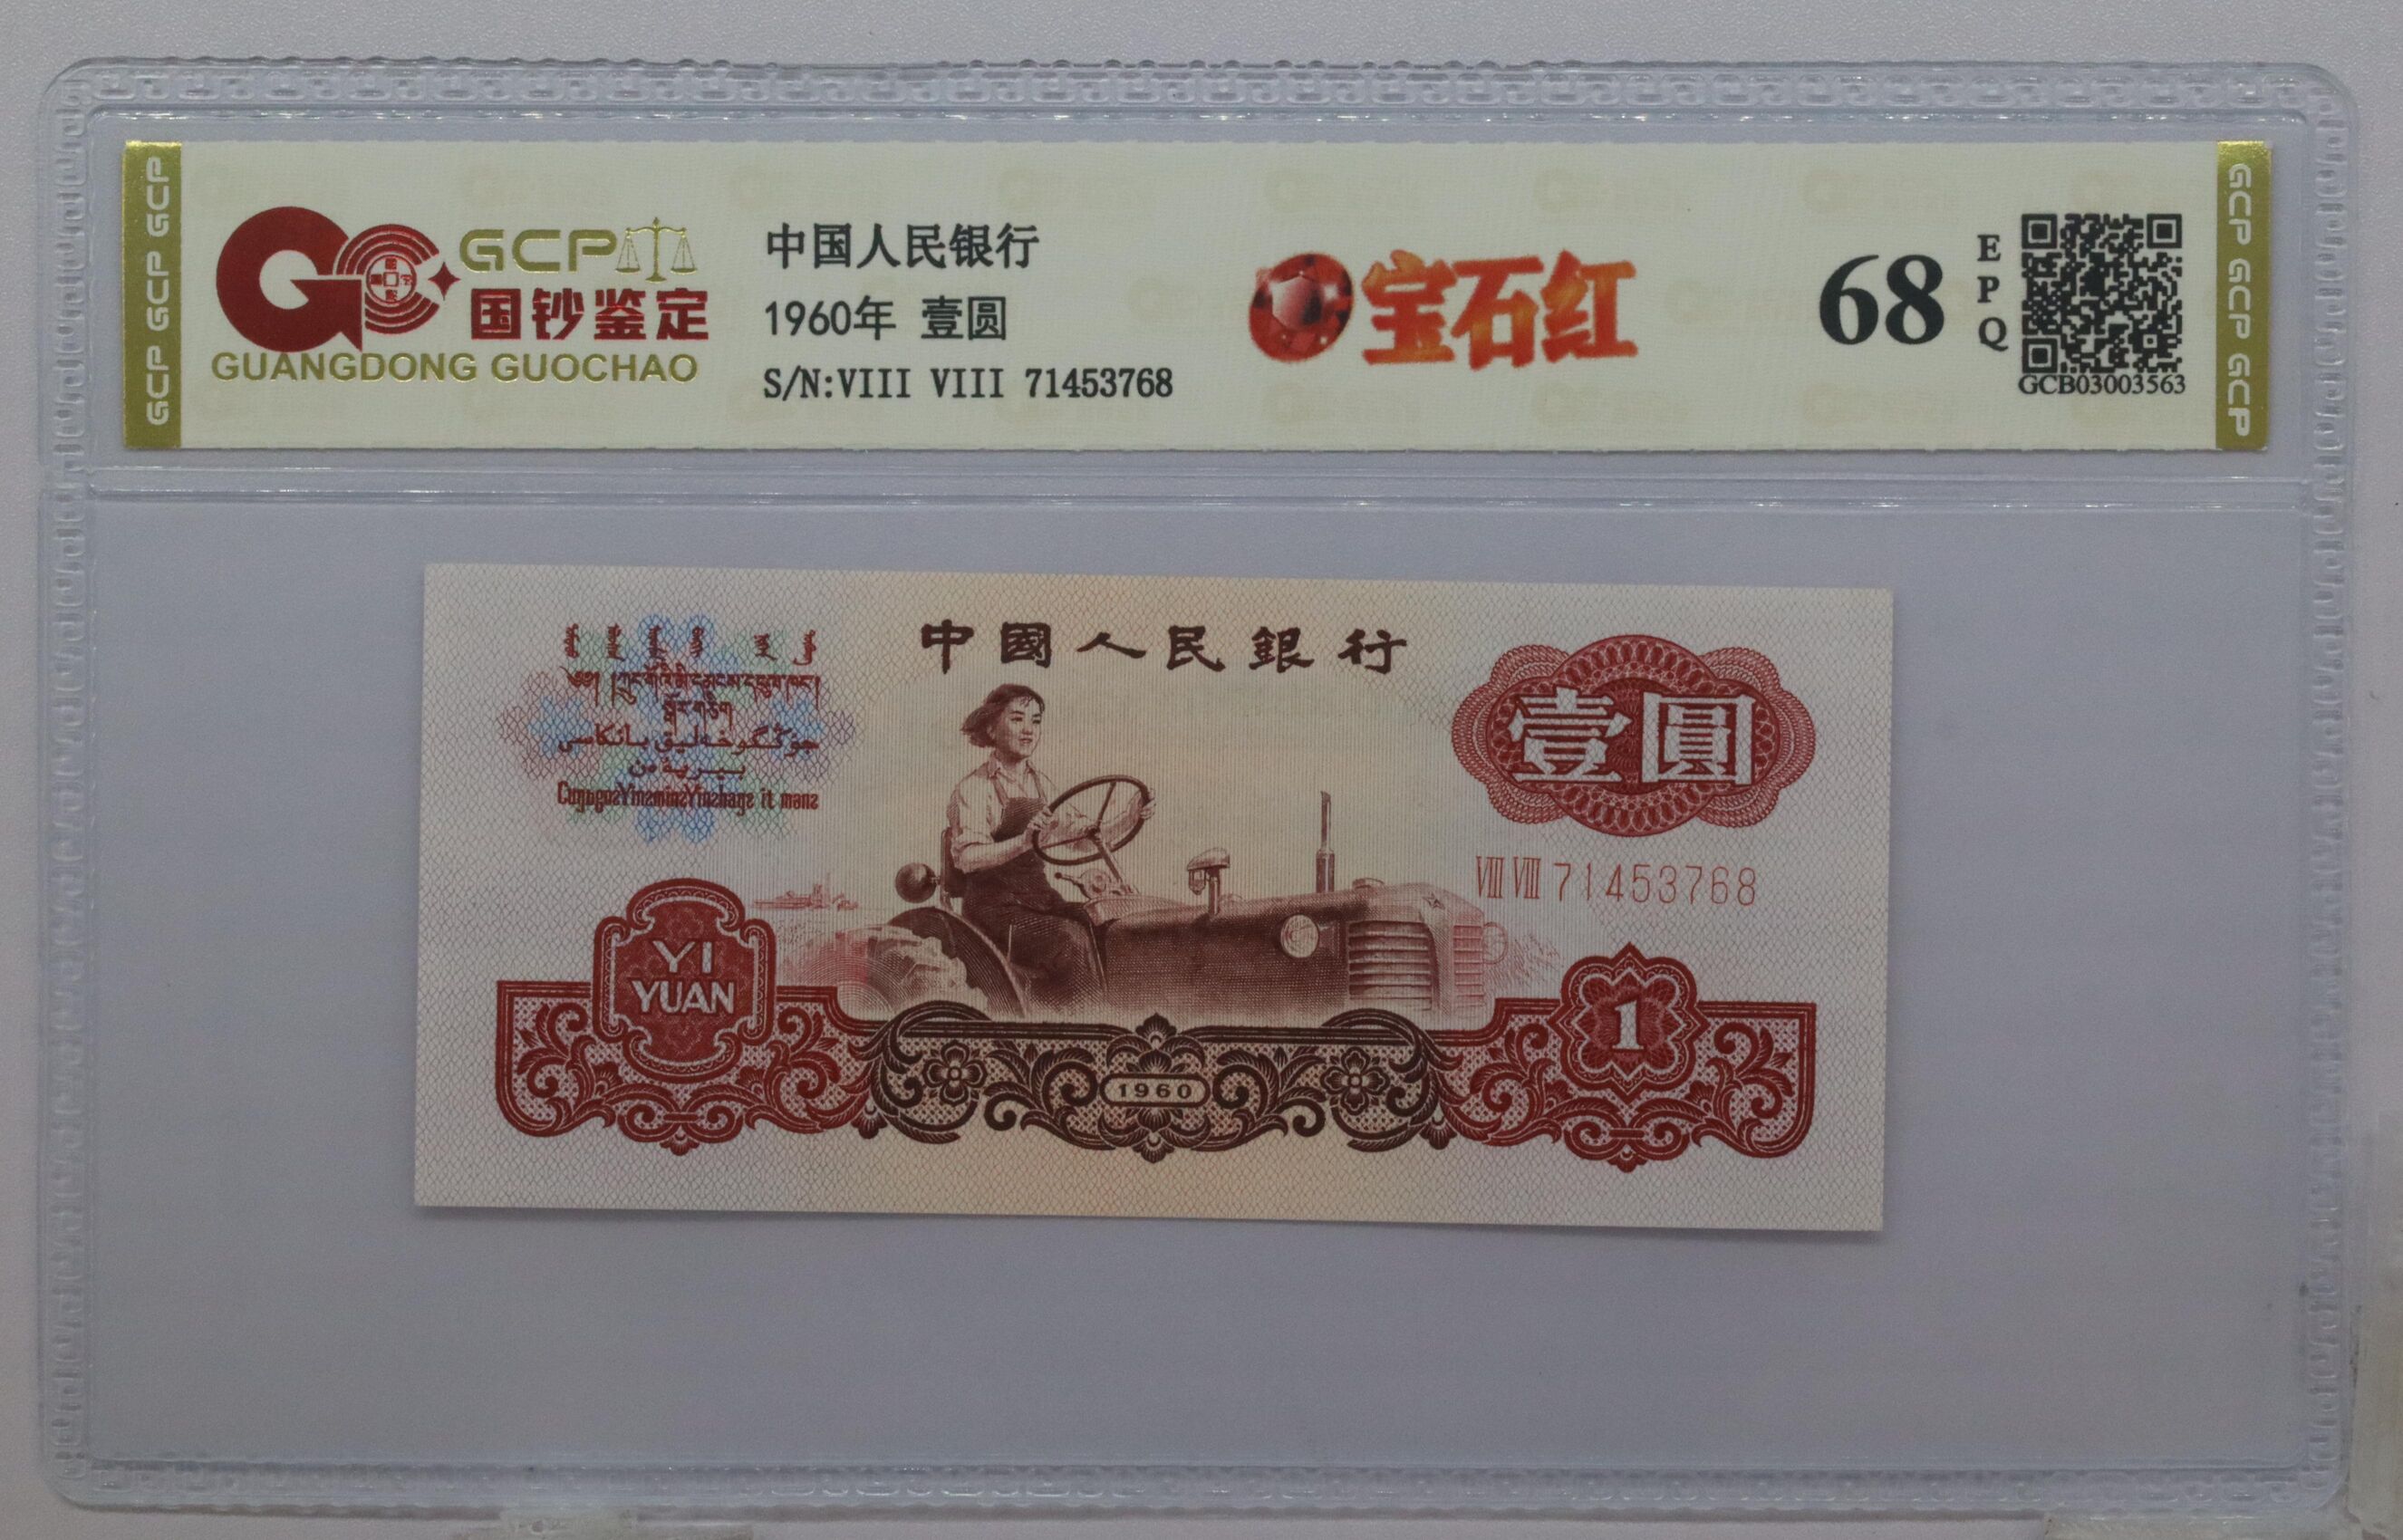 GCP GCP GCP
GCP
国钞鉴定
GUANGDONG GUOCHAO
中国人民银行
1960年 壹圆
S/N:VIII VIII 71453768
宝石红
68
EPQ
GCB03003563
GCP GCP GCP
中國人民銀行
壹圓
VIII VIII 71453768
YI
YUAN
1
1960